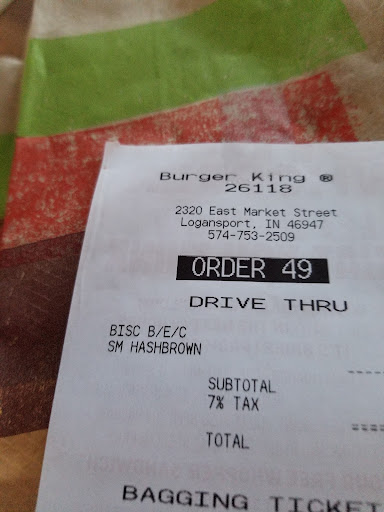 Burger King ®
26118
2320 East Market Street
Logansport, IN 46947
574-753-2509
ORDER 49
DRIVE THRU
BISC B/E/C
SM HASHBROWN
SUBTOTAL
7% TAX
TOTAL
BAGGING TICKET